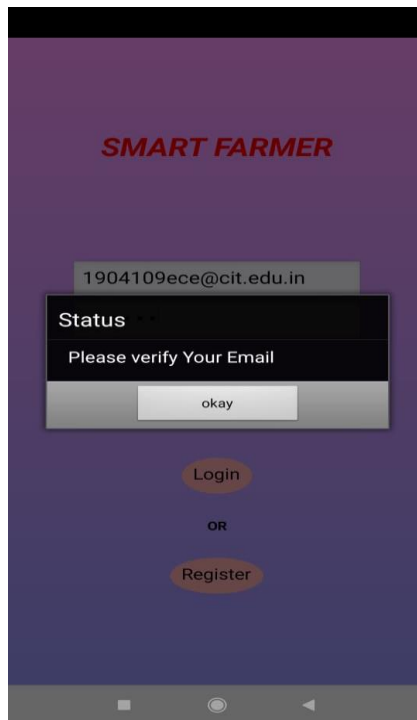 SMART FARMER
1904109ece@cit.edu.in
Status
Please verify Your Email
okay
Login
OR
Register